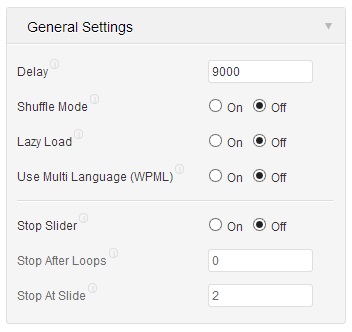 General Settings
Delay 9000
Shuffle Mode On Off
Lazy Load On Off
Use Multi Language (WPML) On Off
Stop Slider On Off
Stop After Loops 0
Stop At Slide 2